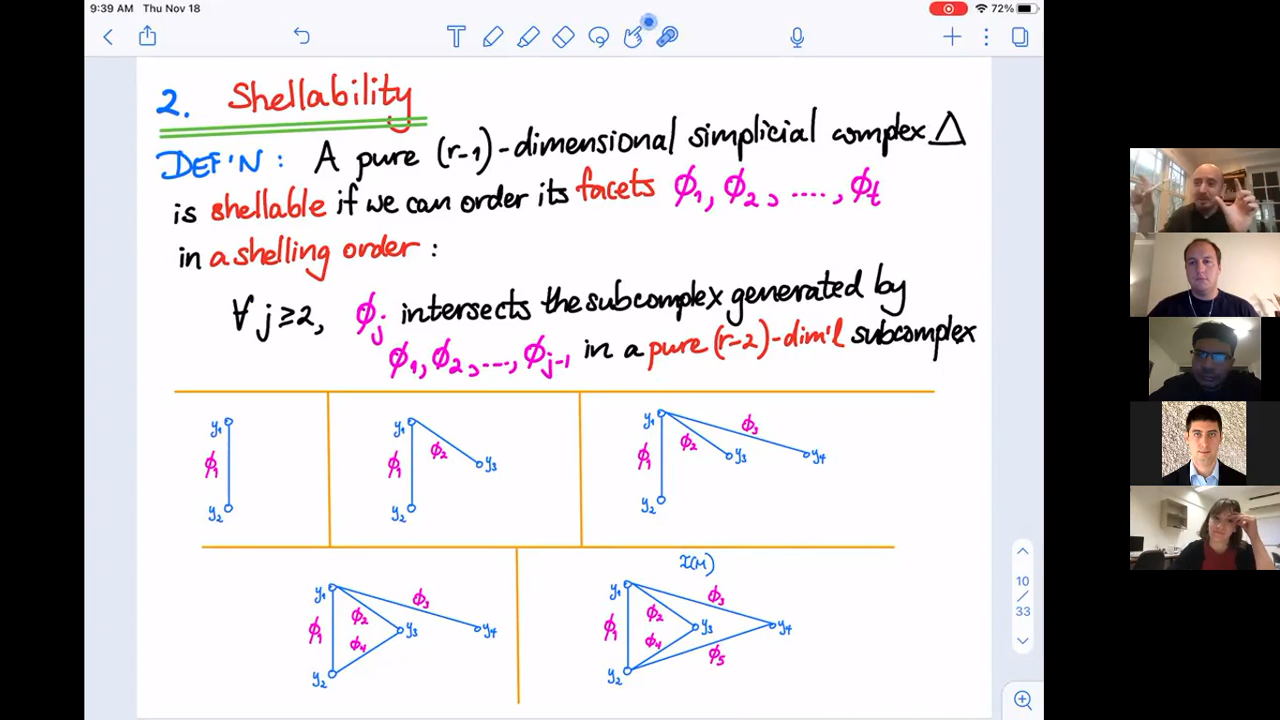 9:39 AM Thu Nov 18
72%
2. Shellability
DEF'N: A pure (r-1)-dimensional simplicial complex Δ
is shellable if we can order its facets ϕ₁, ϕ₂, ...., ϕₜ
in a shelling order:
∀ j≥2, ϕⱼ intersects the subcomplex generated by
ϕ₁, ϕ₂, ..., ϕⱼ₋₁ in a pure (r-2)-dim'l subcomplex
y₁
ϕ₁
y₂
y₁
ϕ₁ ϕ₂
y₃
y₂
y₁ ϕ₃
ϕ₁ ϕ₂
y₃ y₄
y₂
y₁ ϕ₃
ϕ₁ ϕ₂
y₃ y₄
ϕ₄
y₂
I(M)
y₁ ϕ₃
ϕ₁ ϕ₂
y₃ y₄
ϕ₄
ϕ₅
y₂
10
/
33